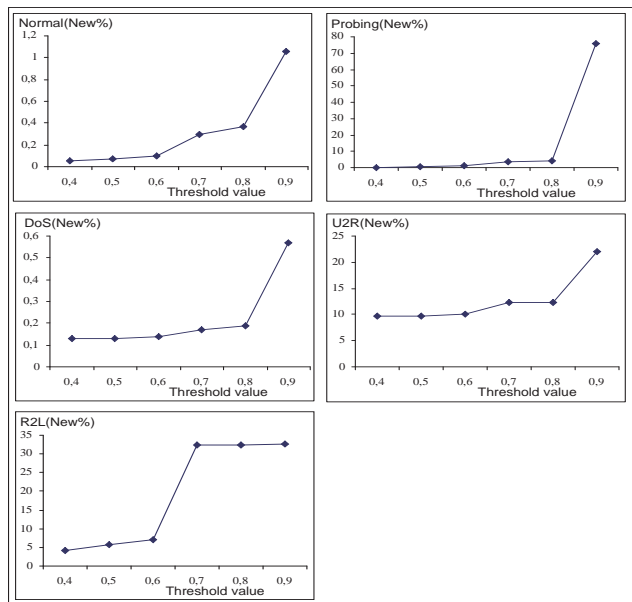 Normal(New%)
1,2
1
0,8
0,6
0,4
0,2
0
0,4 0,5 0,6 0,7 0,8 0,9
Threshold value
Probing(New%)
80
70
60
50
40
30
20
10
0
0,4 0,5 0,6 0,7 0,8 0,9
Threshold value
DoS(New%)
0,6
0,5
0,4
0,3
0,2
0,1
0
0,4 0,5 0,6 0,7 0,8 0,9
Threshold value
U2R(New%)
25
20
15
10
5
0
0,4 0,5 0,6 0,7 0,8 0,9
Threshold value
R2L(New%)
35
30
25
20
15
10
5
0
0,4 0,5 0,6 0,7 0,8 0,9
Threshold value